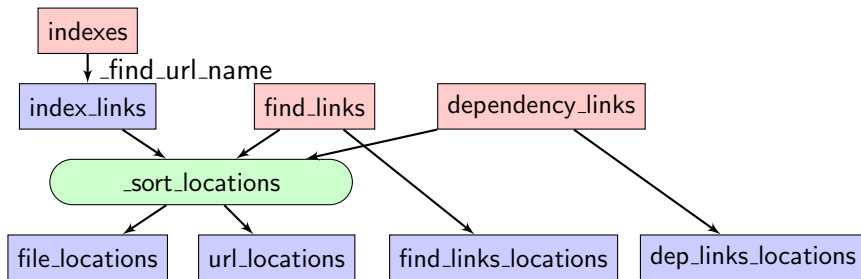 indexes
_find_url_name
index_links
find_links
dependency_links
_sort_locations
file_locations
url_locations
find_links_locations
dep_links_locations